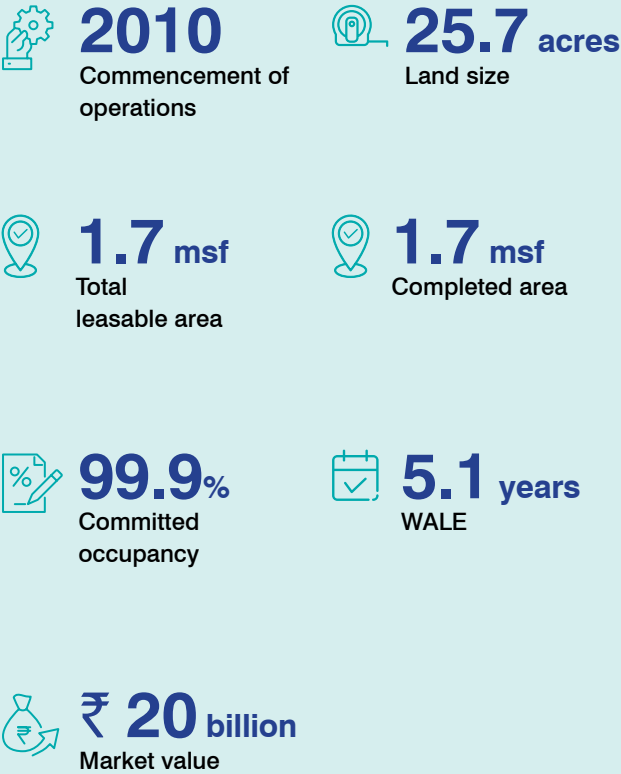 2010
Commencement of
operations
25.7 acres
Land size
1.7 msf
Total
leasable area
1.7 msf
Completed area
99.9%
Committed
occupancy
5.1 years
WALE
₹ 20 billion
Market value